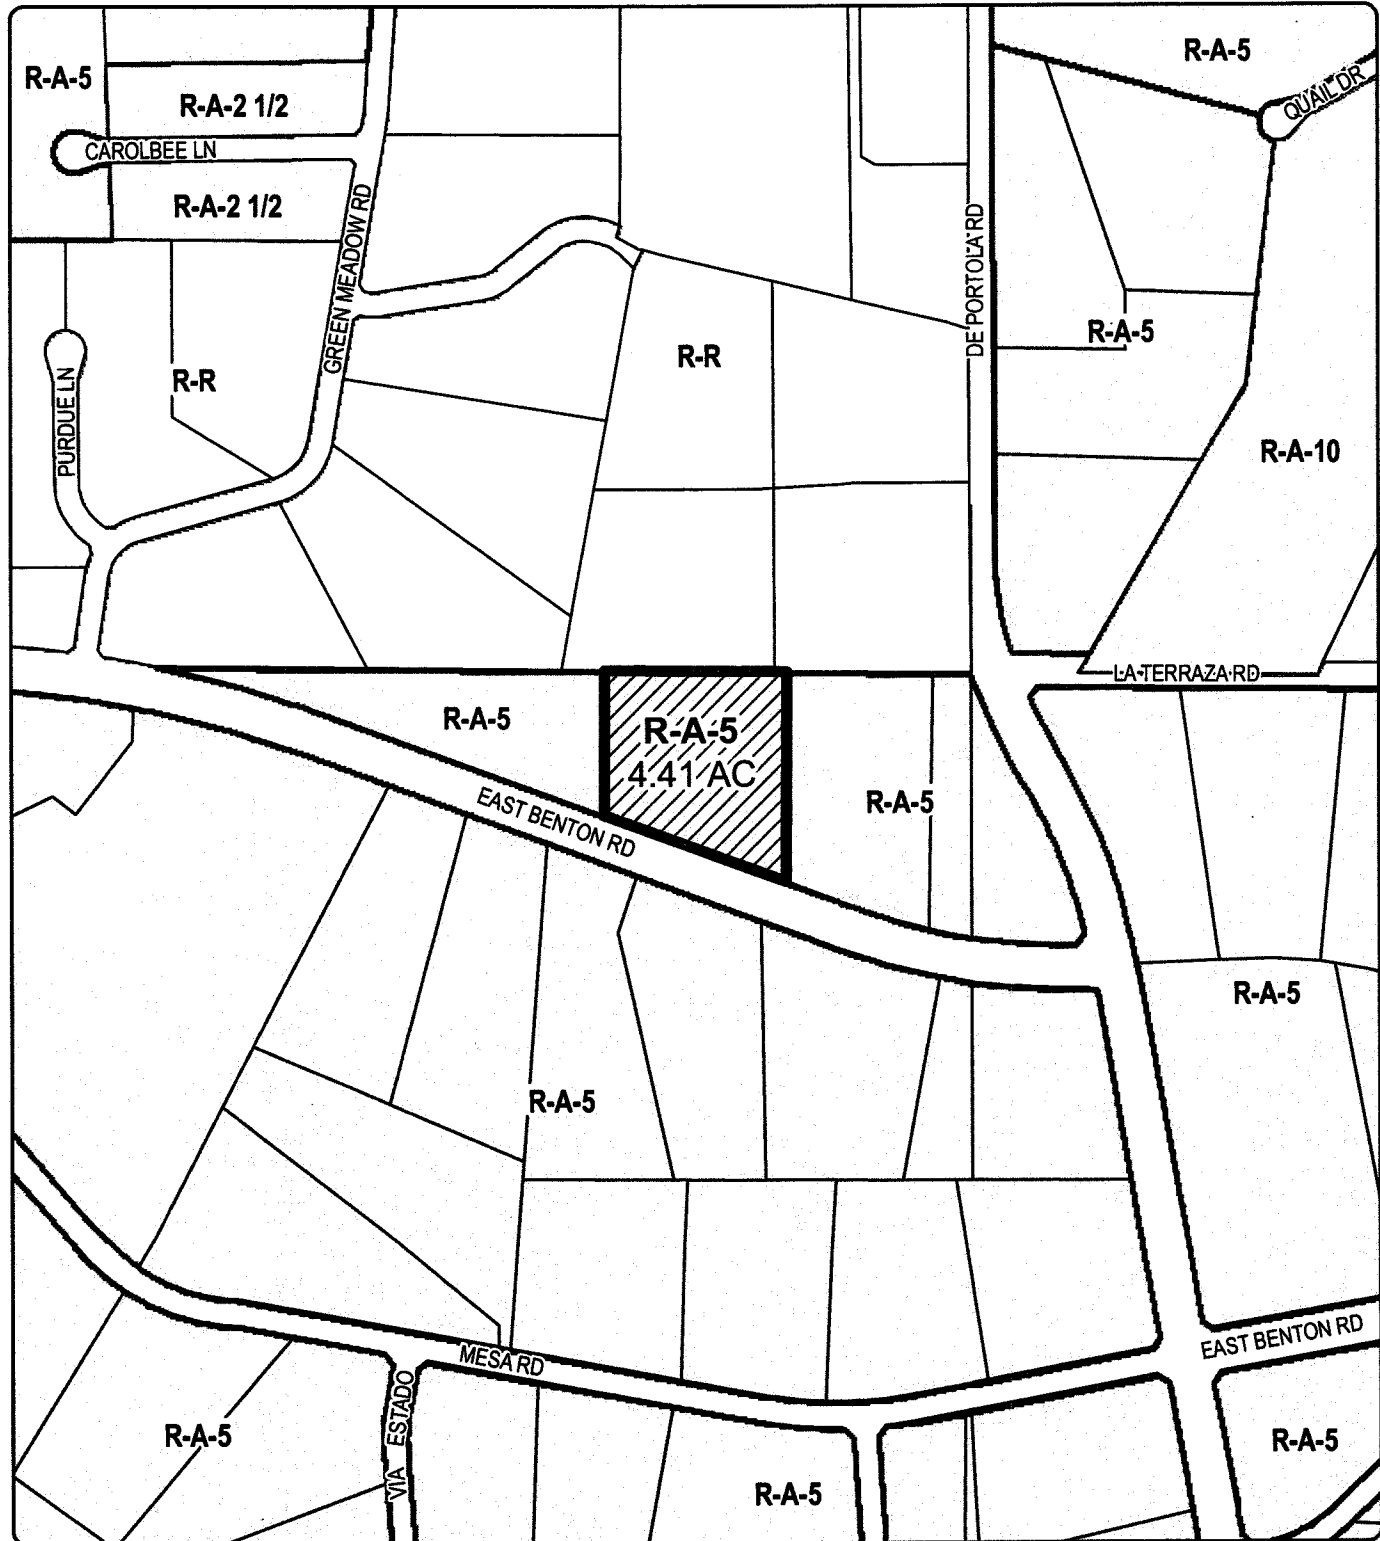 R-A-5
R-A-5
R-A-2 1/2
QUAIL DR
CAROLBEE LN
R-A-2 1/2
GREEN MEADOW RD
DE PORTOLA RD
R-A-5
R-R
R-R
PURDUE LN
R-A-10
LA TERRAZA RD
R-A-5
R-A-5
4.41 AC
R-A-5
EAST BENTON RD
R-A-5
R-A-5
EAST BENTON RD
MESA RD
VIA ESTADO
R-A-5
R-A-5
R-A-5